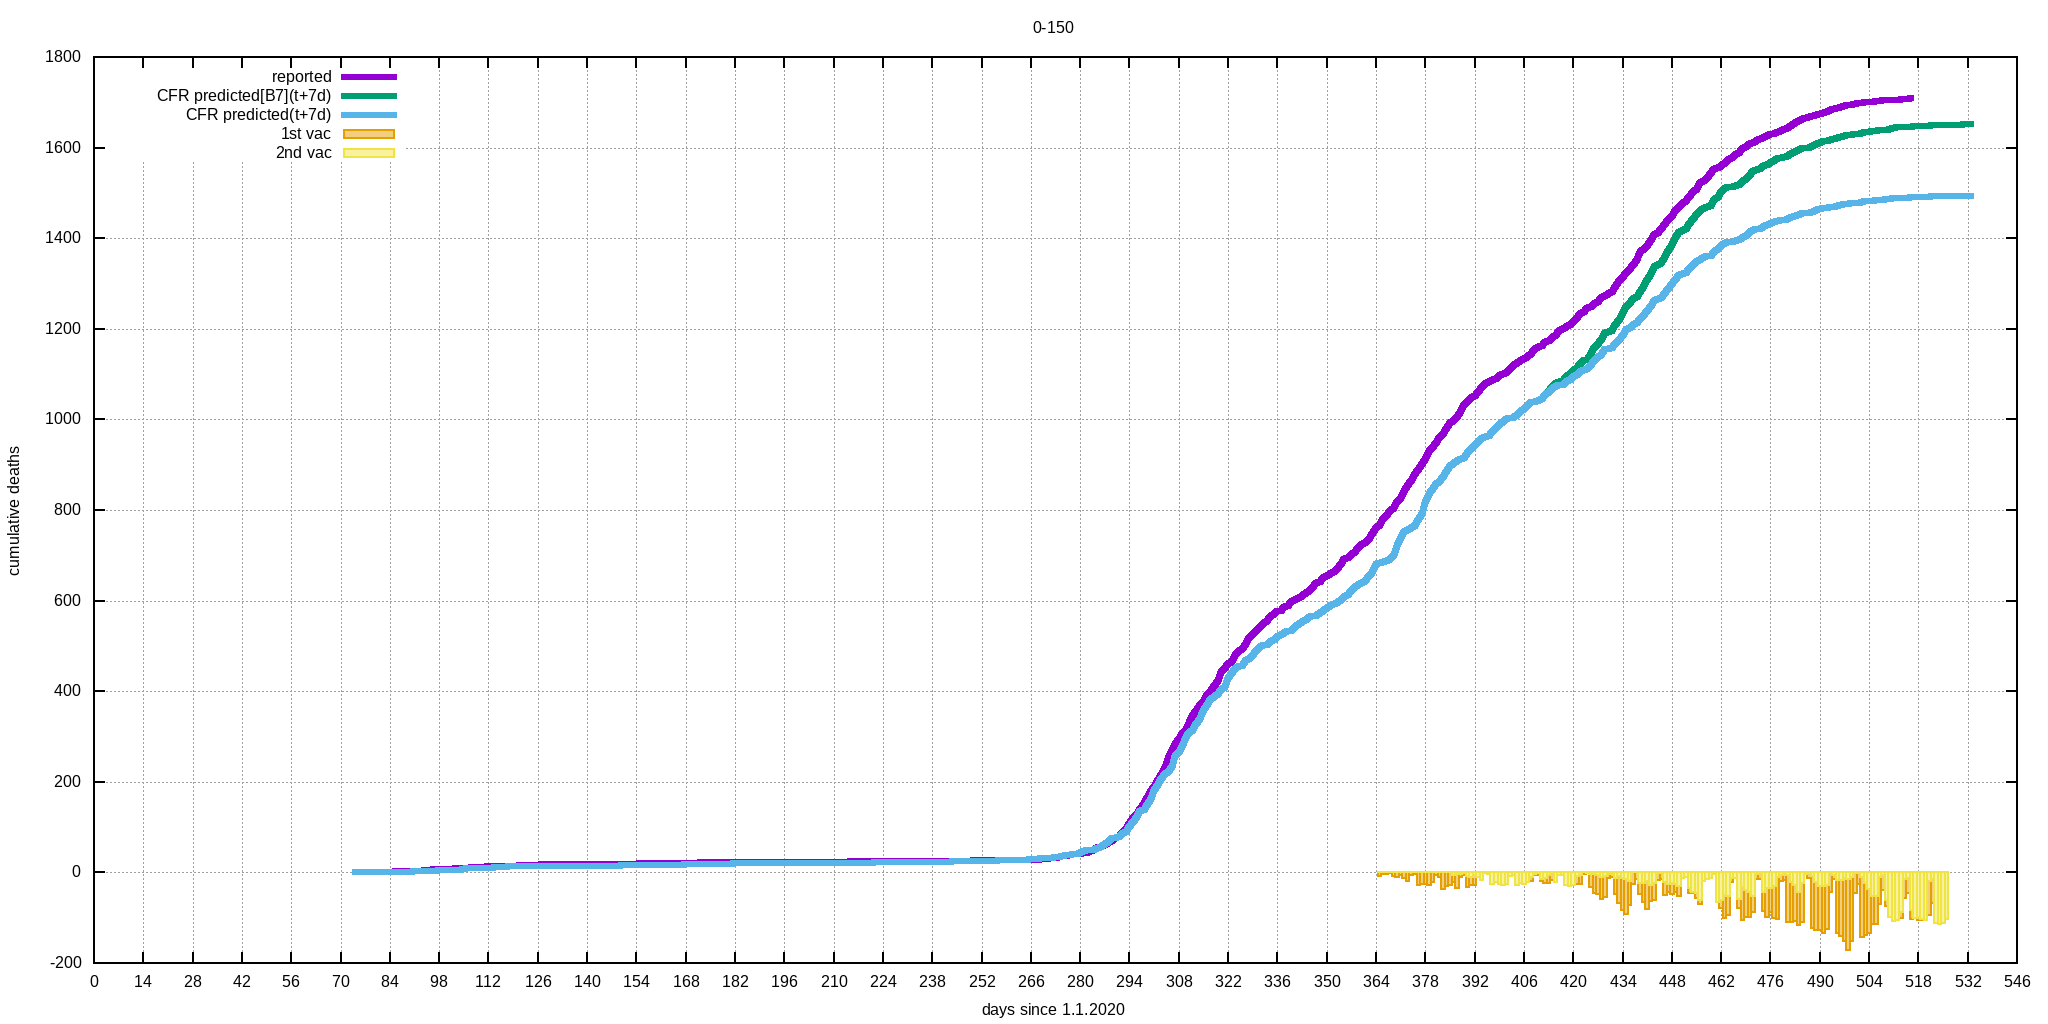 0-150
1800
1600
1400
1200
1000
800
600
400
200
0
-200
cumulative deaths
reported
CFR predicted[B7](t+7d)
CFR predicted(t+7d)
1st vac
2nd vac
0 14 28 42 56 70 84 98 112 126 140 154 168 182 196 210 224 238 252 266 280 294 308 322 336 350 364 378 392 406 420 434 448 462 476 490 504 518 532 546
days since 1.1.2020